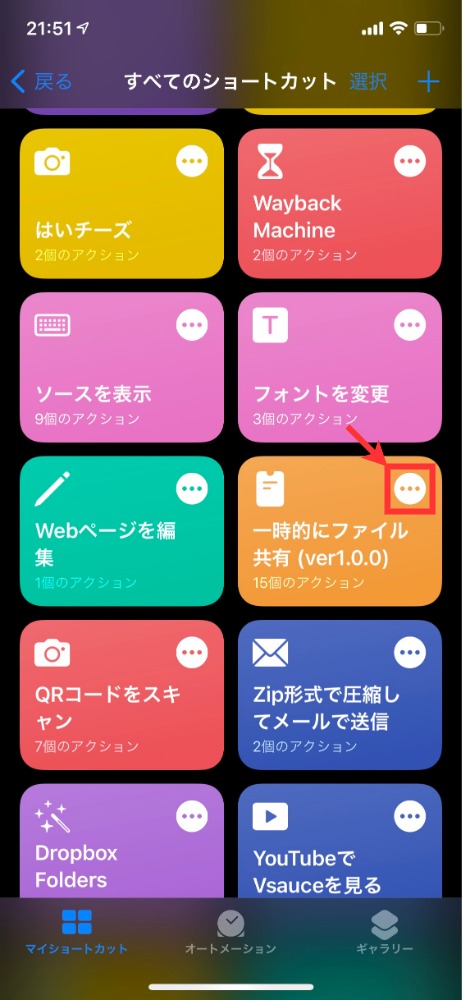 21:51
戻る
すべてのショートカット
選択
はいチーズ
2個のアクション
Wayback
Machine
2個のアクション
ソースを表示
9個のアクション
T
フォントを変更
3個のアクション
Webページを編
集
1個のアクション
一時的にファイル
共有 (ver1.0.0)
15個のアクション
QRコードをスキ
ャン
7個のアクション
Zip形式で圧縮し
てメールで送信
2個のアクション
Dropbox
Folders
YouTubeで
Vsauceを見る
マイショートカット
オートメーション
ギャラリー